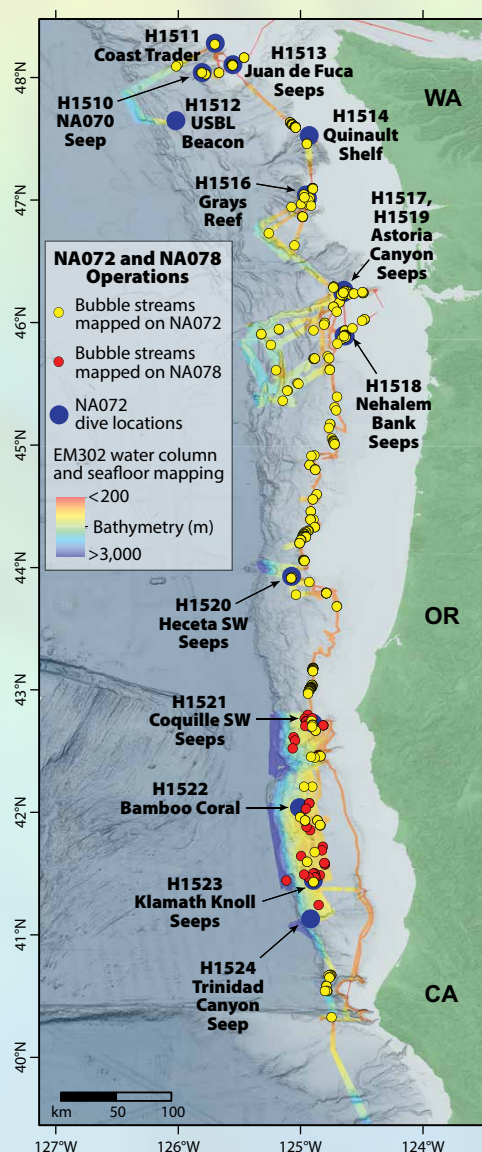 H1511
Coast Trader
H1513
Juan de Fuca
Seeps
48°N
WA
H1510
NA070
Seep
H1512
USBL
Beacon
H1514
Quinault
Shelf
47°N
H1516
Grays
Reef
H1517,
H1519
Astoria
Canyon
Seeps
NA072 and NA078
Operations
Bubble streams
mapped on NA072
Bubble streams
mapped on NA078
NA072
dive locations
EM302 water column
and seafloor mapping
<200
Bathymetry (m)
>3,000
46°N
H1518
Nehalem
Bank
Seeps
45°N
44°N
H1520
Heceta SW
Seeps
OR
43°N
H1521
Coquille SW
Seeps
H1522
Bamboo Coral
42°N
H1523
Klamath Knoll
Seeps
41°N
H1524
Trinidad
Canyon
Seep
CA
40°N
km 50 100
127°W 126°W 125°W 124°W